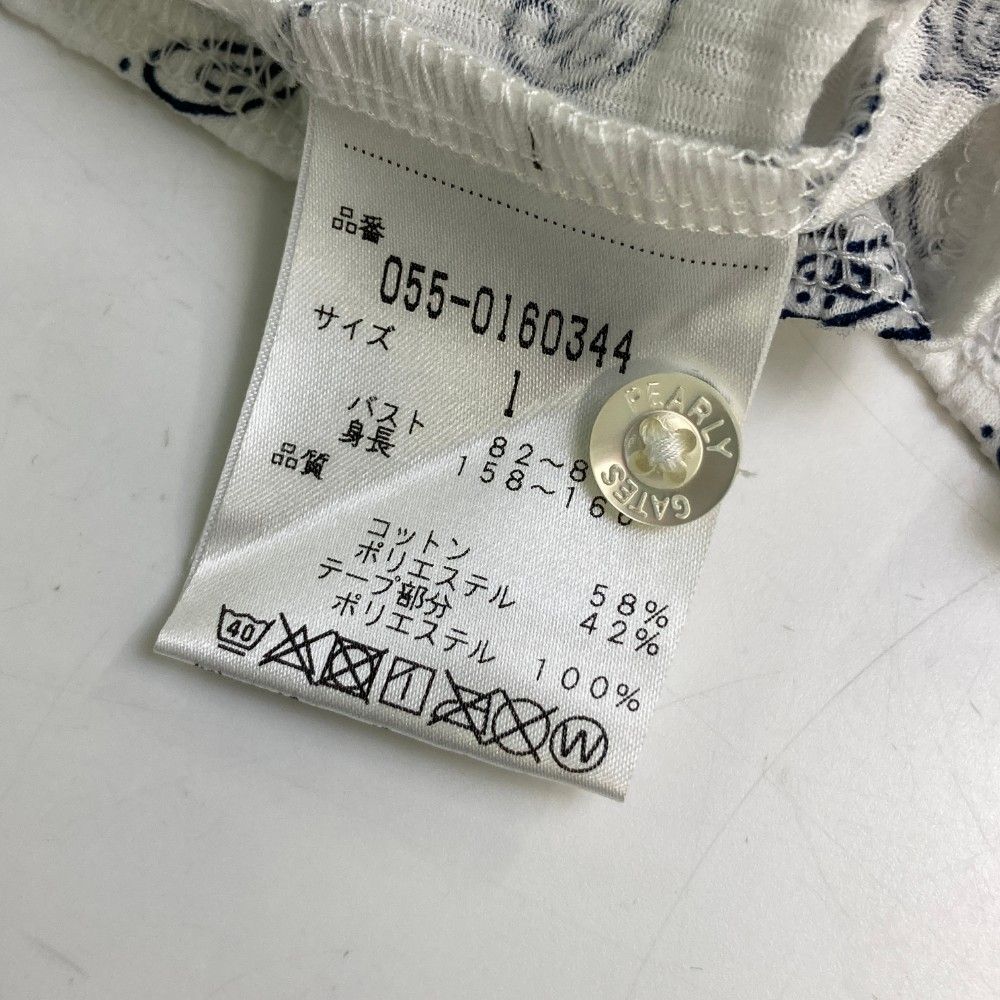 品番
055-0160344
サイズ
1
バスト 82～8
身長 158～16
品質
コットン 58%
ポリエステル 42%
テープ部分
ポリエステル 100%
40
W
PEARLY
GATES